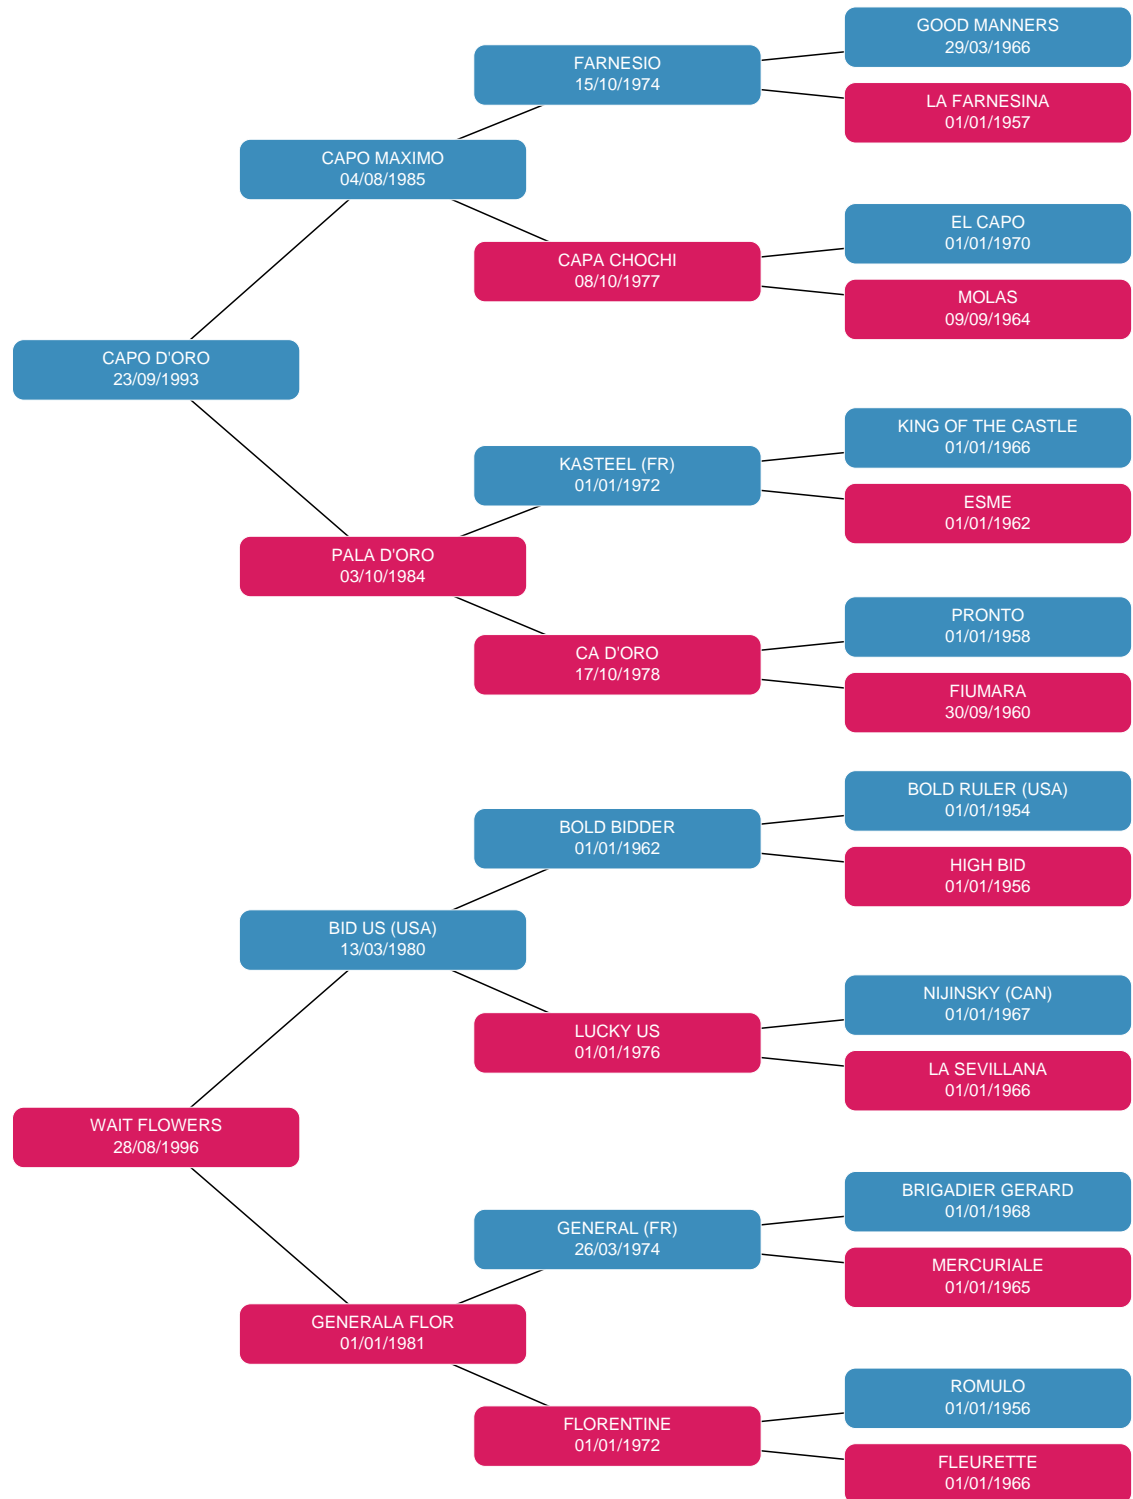 GOOD MANNERS
29/03/1966
FARNESIO
15/10/1974
LA FARNESINA
01/01/1957
CAPO MAXIMO
04/08/1985
EL CAPO
01/01/1970
CAPA CHOCHI
08/10/1977
MOLAS
09/09/1964
CAPO D'ORO
23/09/1993
KING OF THE CASTLE
01/01/1966
KASTEEL (FR)
01/01/1972
ESME
01/01/1962
PALA D'ORO
03/10/1984
PRONTO
01/01/1958
CA D'ORO
17/10/1978
FIUMARA
30/09/1960
BOLD RULER (USA)
01/01/1954
BOLD BIDDER
01/01/1962
HIGH BID
01/01/1956
BID US (USA)
13/03/1980
NIJINSKY (CAN)
01/01/1967
LUCKY US
01/01/1976
LA SEVILLANA
01/01/1966
WAIT FLOWERS
28/08/1996
BRIGADIER GERARD
01/01/1968
GENERAL (FR)
26/03/1974
MERCURIALE
01/01/1965
GENERALA FLOR
01/01/1981
ROMULO
01/01/1956
FLORENTINE
01/01/1972
FLEURETTE
01/01/1966